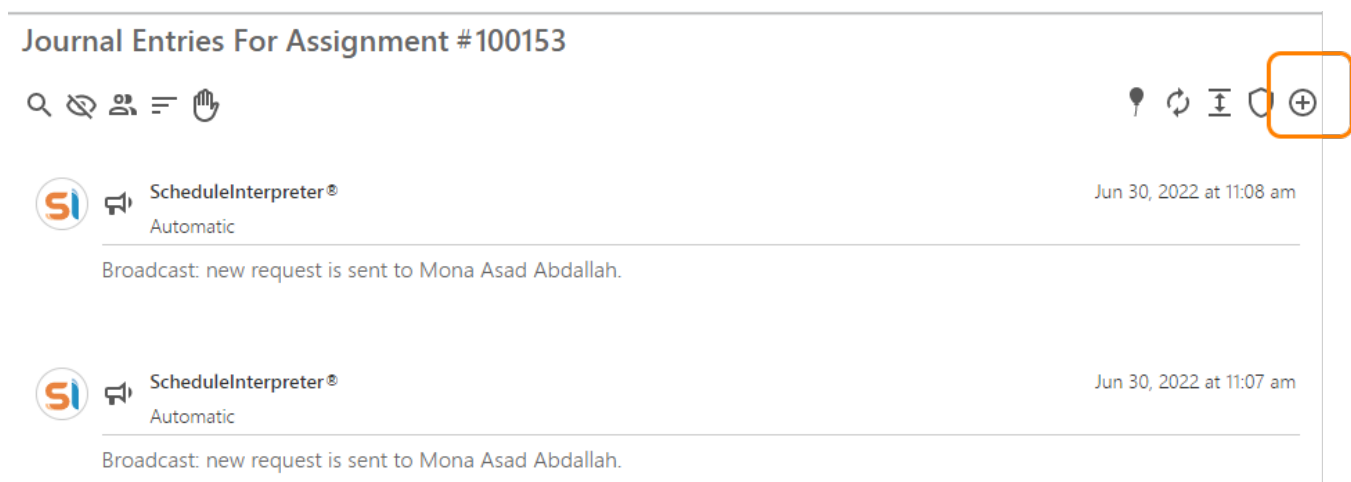 Journal Entries For Assignment #100153
SI ScheduleInterpreter® Jun 30, 2022 at 11:08 am
Automatic
Broadcast: new request is sent to Mona Asad Abdallah.
SI ScheduleInterpreter® Jun 30, 2022 at 11:07 am
Automatic
Broadcast: new request is sent to Mona Asad Abdallah.